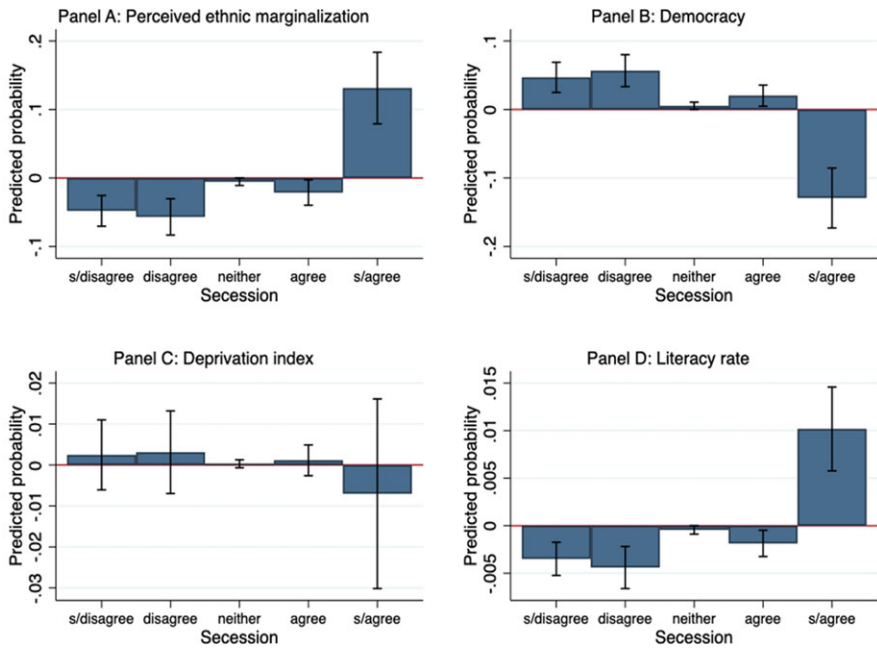 Panel A: Perceived ethnic marginalization
Predicted probability
.2
.1
0
-.1
s/disagree disagree neither agree s/agree
Secession
Panel B: Democracy
Predicted probability
.1
0
-.1
-.2
s/disagree disagree neither agree s/agree
Secession
Panel C: Deprivation index
Predicted probability
.02
.01
0
-.01
-.02
-.03
s/disagree disagree neither agree s/agree
Secession
Panel D: Literacy rate
Predicted probability
.015
.01
.005
0
-.005
s/disagree disagree neither agree s/agree
Secession